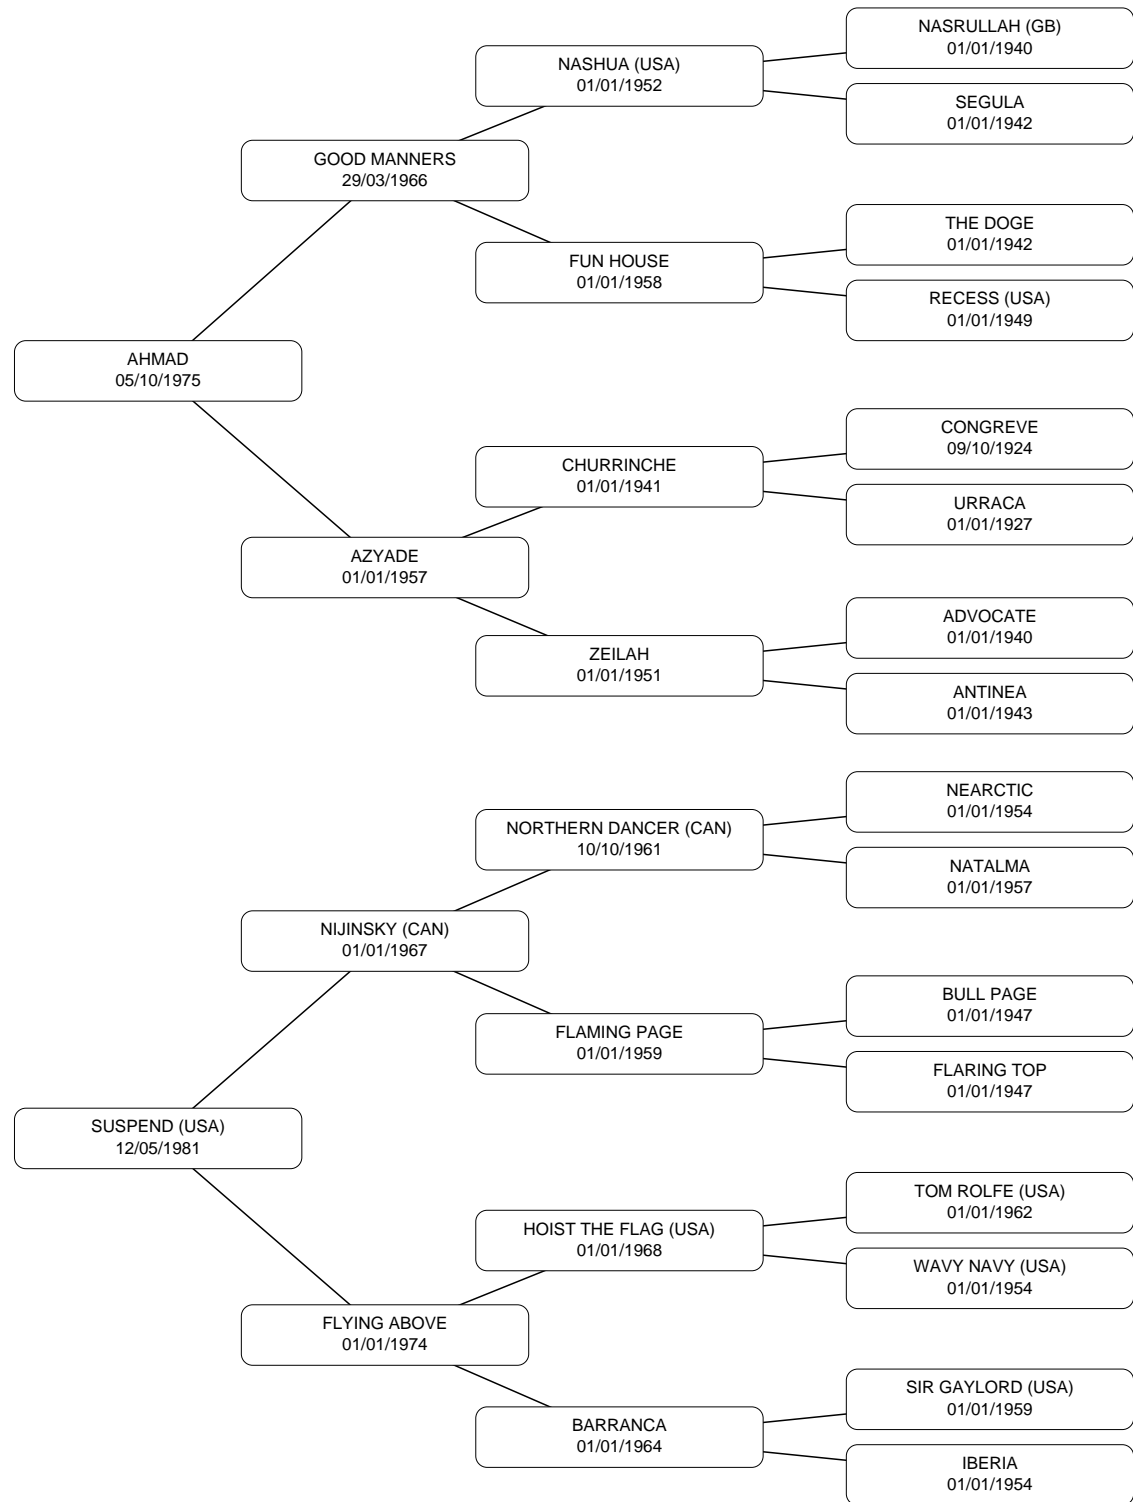 NASRULLAH (GB)
01/01/1940
NASHUA (USA)
01/01/1952
SEGULA
01/01/1942
GOOD MANNERS
29/03/1966
THE DOGE
01/01/1942
FUN HOUSE
01/01/1958
RECESS (USA)
01/01/1949
AHMAD
05/10/1975
CONGREVE
09/10/1924
CHURRINCHE
01/01/1941
URRACA
01/01/1927
AZYADE
01/01/1957
ADVOCATE
01/01/1940
ZEILAH
01/01/1951
ANTINEA
01/01/1943
NEARCTIC
01/01/1954
NORTHERN DANCER (CAN)
10/10/1961
NATALMA
01/01/1957
NIJINSKY (CAN)
01/01/1967
BULL PAGE
01/01/1947
FLAMING PAGE
01/01/1959
FLARING TOP
01/01/1947
SUSPEND (USA)
12/05/1981
TOM ROLFE (USA)
01/01/1962
HOIST THE FLAG (USA)
01/01/1968
WAVY NAVY (USA)
01/01/1954
FLYING ABOVE
01/01/1974
SIR GAYLORD (USA)
01/01/1959
BARRANCA
01/01/1964
IBERIA
01/01/1954